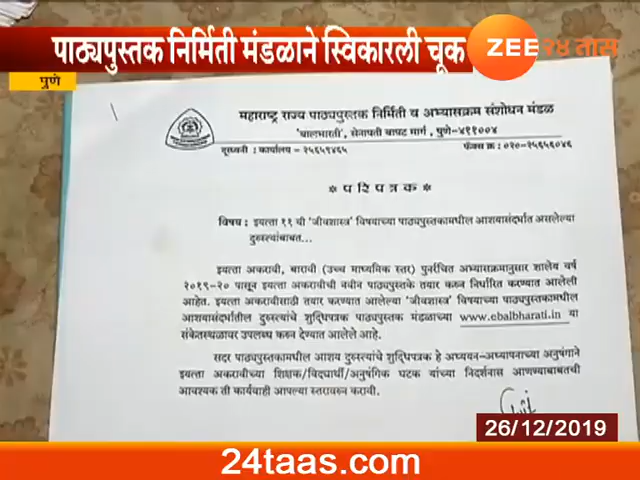 पाठ्यपुस्तक निर्मिती मंडळाने स्विकारली चूक
ZEE २४ तास
पुणे
महाराष्ट्र राज्य पाठ्यपुस्तक निर्मिती व अभ्यासक्रम संशोधन मंडळ
'बालभारती', सेनापती बापट मार्ग, पुणे-४११००४
दूरध्वनी : कार्यालय - २५६५९४६५ फॅक्स क्र : ०२०-२५६५६०४६
* परिपत्रक *
विषय : इयत्ता ११ वी 'जीवशास्त्र' विषयाच्या पाठ्यपुस्तकामधील आशयासंदर्भात असलेल्या
दुरुस्त्यांबाबत...
इयत्ता अकरावी, बारावी (उच्च माध्यमिक स्तर) पुनर्रचित अभ्यासक्रमानुसार शालेय वर्ष
२०१९-२० पासून इयत्ता अकरावीची नवीन पाठ्यपुस्तके तयार करुन निर्धारित करण्यात आलेली
आहेत. इयत्ता अकरावीसाठी तयार करण्यात आलेल्या 'जीवशास्त्र' विषयाच्या पाठ्यपुस्तकामधील
आशयासंदर्भातील दुरुस्त्यांचे शुद्धिपत्रक पाठ्यपुस्तक मंडळाच्या www.ebalbharati.in या
संकेतस्थळावर उपलब्ध करुन देण्यात आलेले आहे.
सदर पाठ्यपुस्तकामधील आशय दुरुस्त्यांचे शुद्धिपत्रक हे अध्ययन-अध्यापनाच्या अनुषंगाने
इयत्ता अकरावीच्या शिक्षक/विद्यार्थी/अनुषंगिक घटक यांच्या निदर्शनास आणण्याबाबतची
आवश्यक ती कार्यवाही आपल्या स्तरावरुन करावी.
26/12/2019
24taas.com